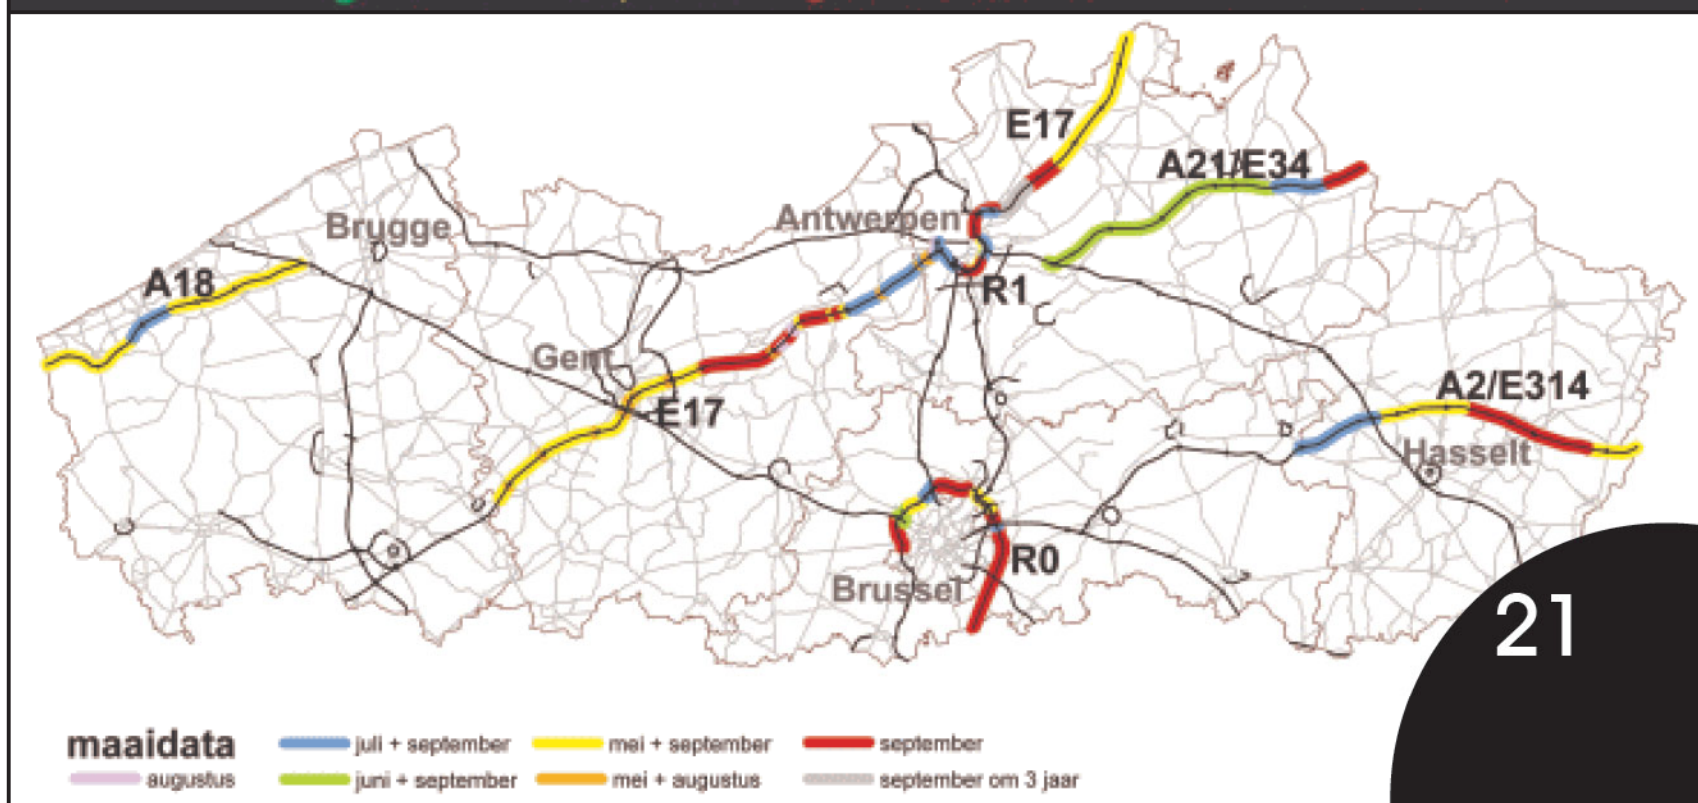 E17
A21/E34
Antwerpen
Brugge
A18
R1
Gent
E17
A2/E314
Hasselt
R0
Brussel
21
maaidata
juli + september
mei + september
september
augustus
juni + september
mei + augustus
september om 3 jaar